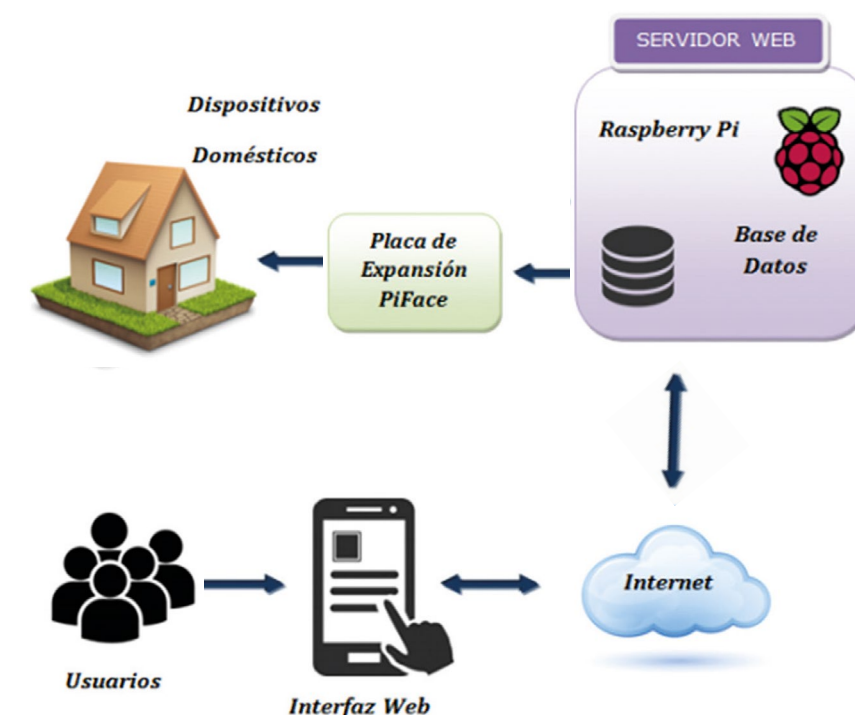 SERVIDOR WEB
Dispositivos
Domésticos
Raspberry Pi
Placa de
Expansión
PiFace
Base de
Datos
Internet
Usuarios
Interfaz Web